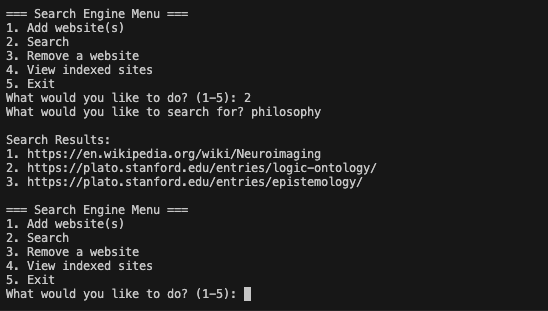 === Search Engine Menu ===
1. Add website(s)
2. Search
3. Remove a website
4. View indexed sites
5. Exit
What would you like to do? (1-5): 2
What would you like to search for? philosophy

Search Results:
1. https://en.wikipedia.org/wiki/Neuroimaging
2. https://plato.stanford.edu/entries/logic-ontology/
3. https://plato.stanford.edu/entries/epistemology/

=== Search Engine Menu ===
1. Add website(s)
2. Search
3. Remove a website
4. View indexed sites
5. Exit
What would you like to do? (1-5):